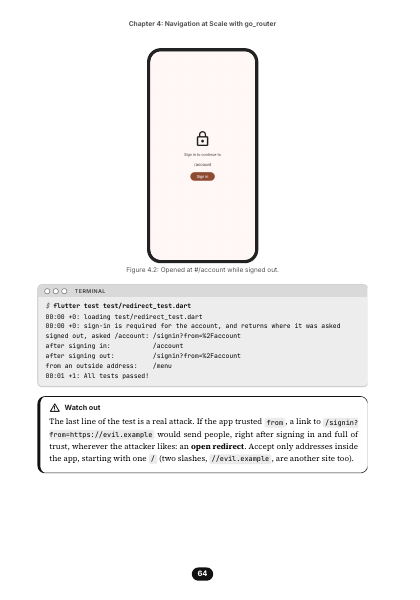 Chapter 4: Navigation at Scale with go_router
Sign in to continue to
/account
Sign in
Figure 4.2: Opened at #/account while signed out.
TERMINAL
$ flutter test test/redirect_test.dart
00:00 +0: loading test/redirect_test.dart
00:00 +0: sign-in is required for the account, and returns where it was asked
signed out, asked /account: /signin?from=%2Faccount
after signing in: /account
after signing out: /signin?from=%2Faccount
from an outside address: /menu
00:01 +1: All tests passed!
Watch out
The last line of the test is a real attack. If the app trusted from, a link to /signin?
from=https://evil.example would send people, right after signing in and full of
trust, wherever the attacker likes: an open redirect. Accept only addresses inside
the app, starting with one / (two slashes, //evil.example, are another site too).
64